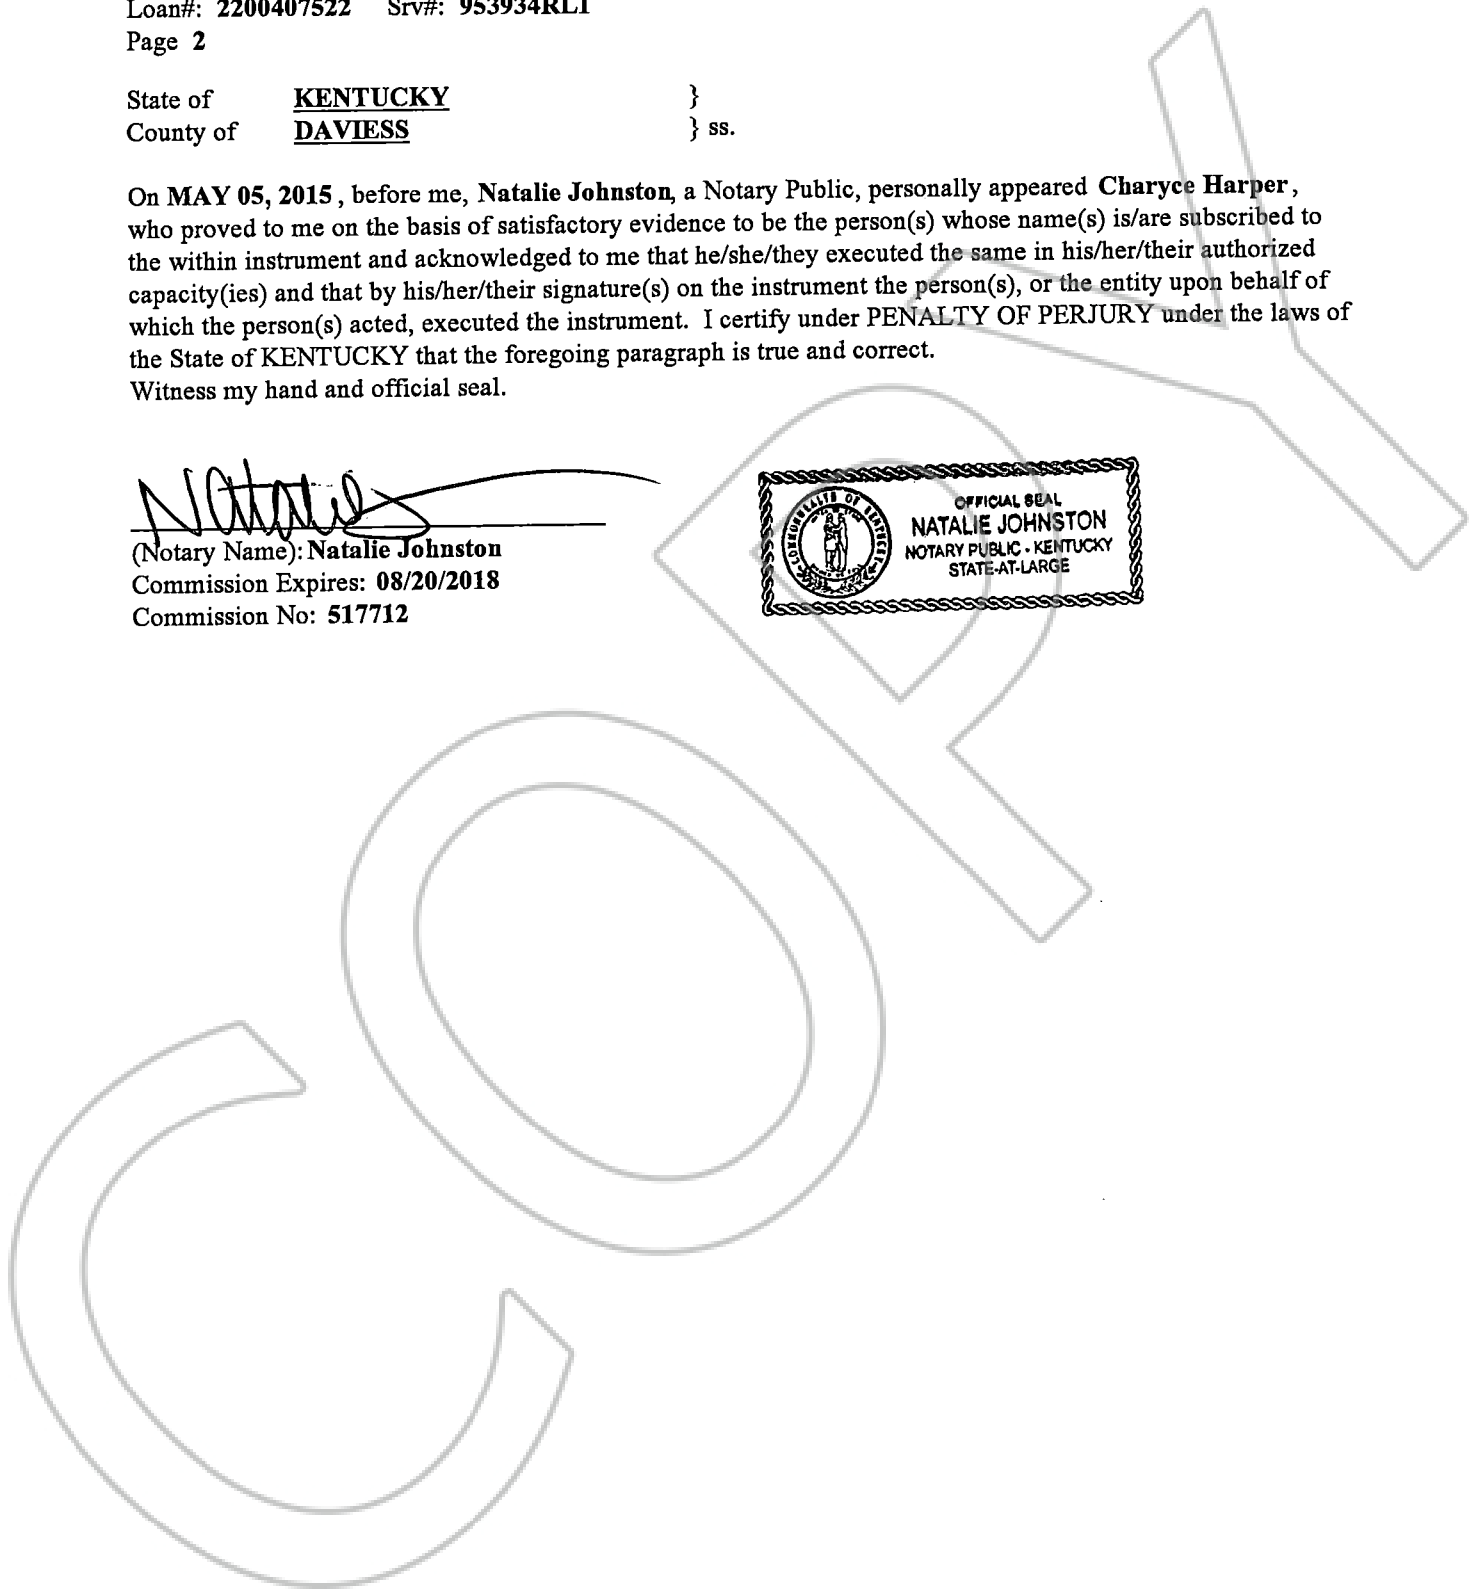 Loan#: 2200407522 Srv#: 953934RL1
Page 2
State of KENTUCKY }
County of DAVIESS } ss.
On MAY 05, 2015 , before me, Natalie Johnston, a Notary Public, personally appeared Charyce Harper ,
who proved to me on the basis of satisfactory evidence to be the person(s) whose name(s) is/are subscribed to
the within instrument and acknowledged to me that he/she/they executed the same in his/her/their authorized
capacity(ies) and that by his/her/their signature(s) on the instrument the person(s), or the entity upon behalf of
which the person(s) acted, executed the instrument. I certify under PENALTY OF PERJURY under the laws of
the State of KENTUCKY that the foregoing paragraph is true and correct.
Witness my hand and official seal.
Natalie
(Notary Name): Natalie Johnston
Commission Expires: 08/20/2018
Commission No: 517712
COMMONWEALTH OF KENTUCKY
OFFICIAL SEAL
NATALIE JOHNSTON
NOTARY PUBLIC - KENTUCKY
STATE-AT-LARGE
COPY